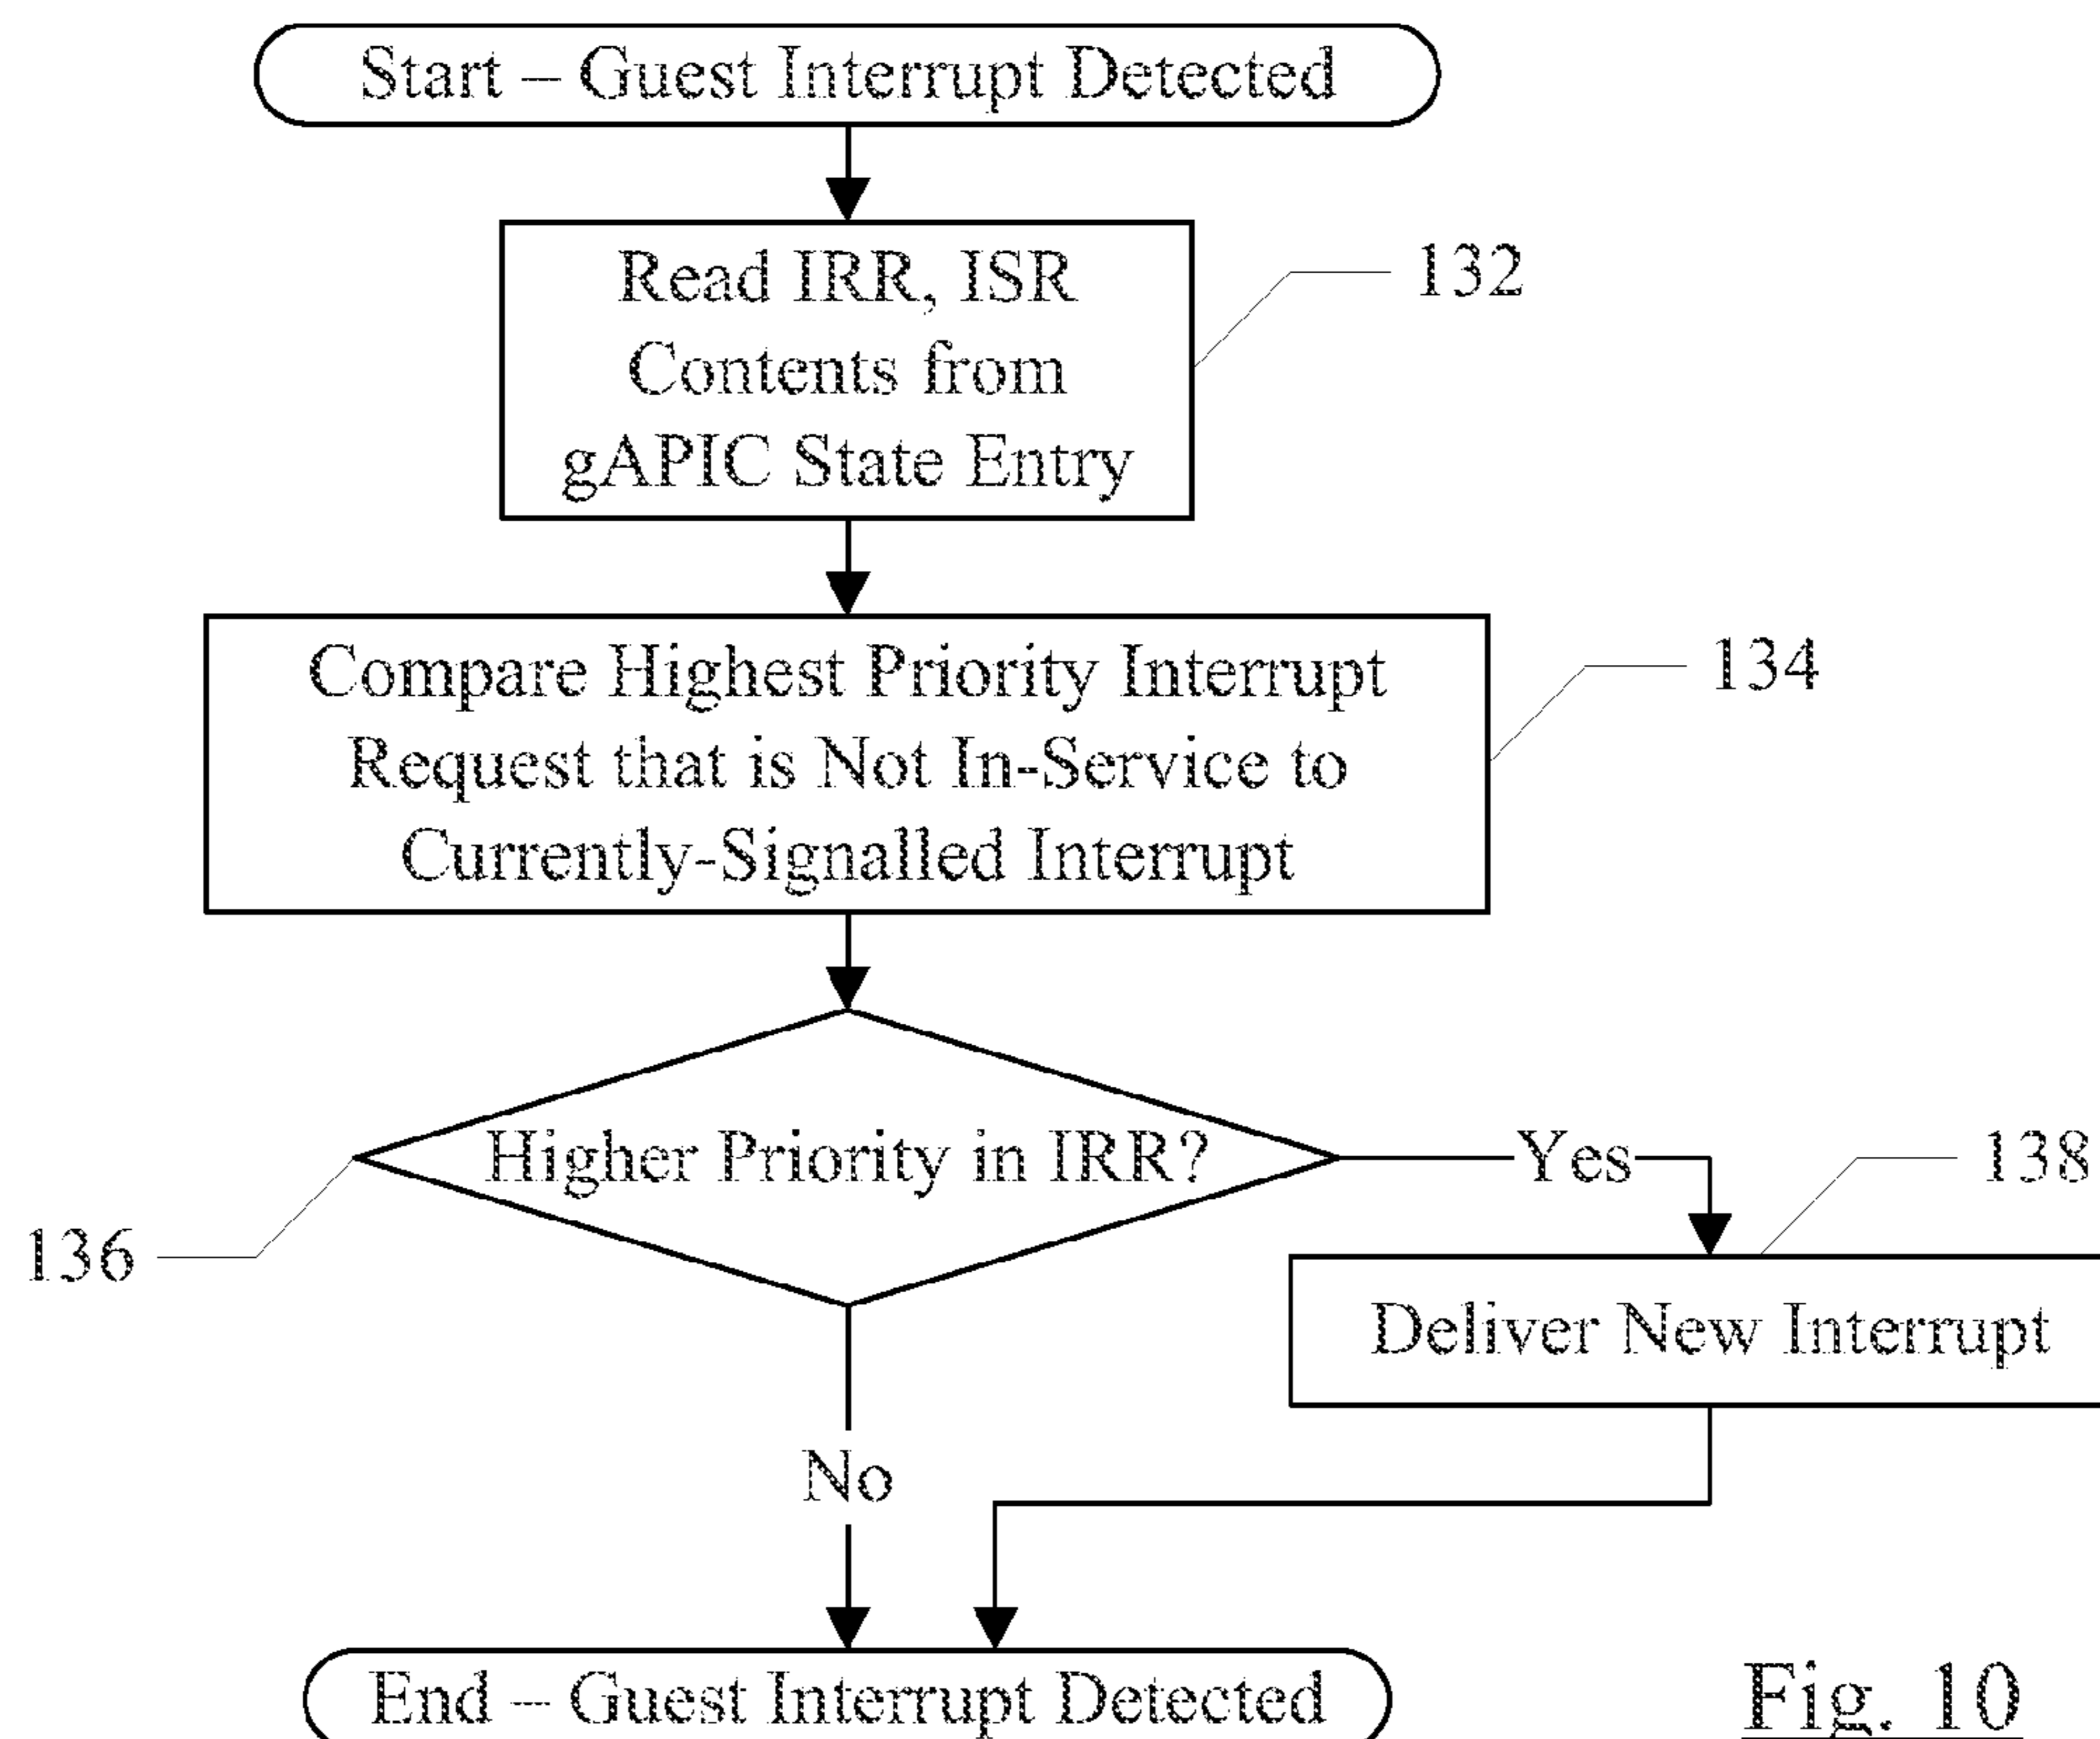 Start – Guest Interrupt Detected
Read IRR, ISR
Contents from
gAPIC State Entry
132
Compare Highest Priority Interrupt
Request that is Not In-Service to
Currently-Signalled Interrupt
134
Higher Priority in IRR?
Yes
138
136
Deliver New Interrupt
No
End – Guest Interrupt Detected
Fig. 10